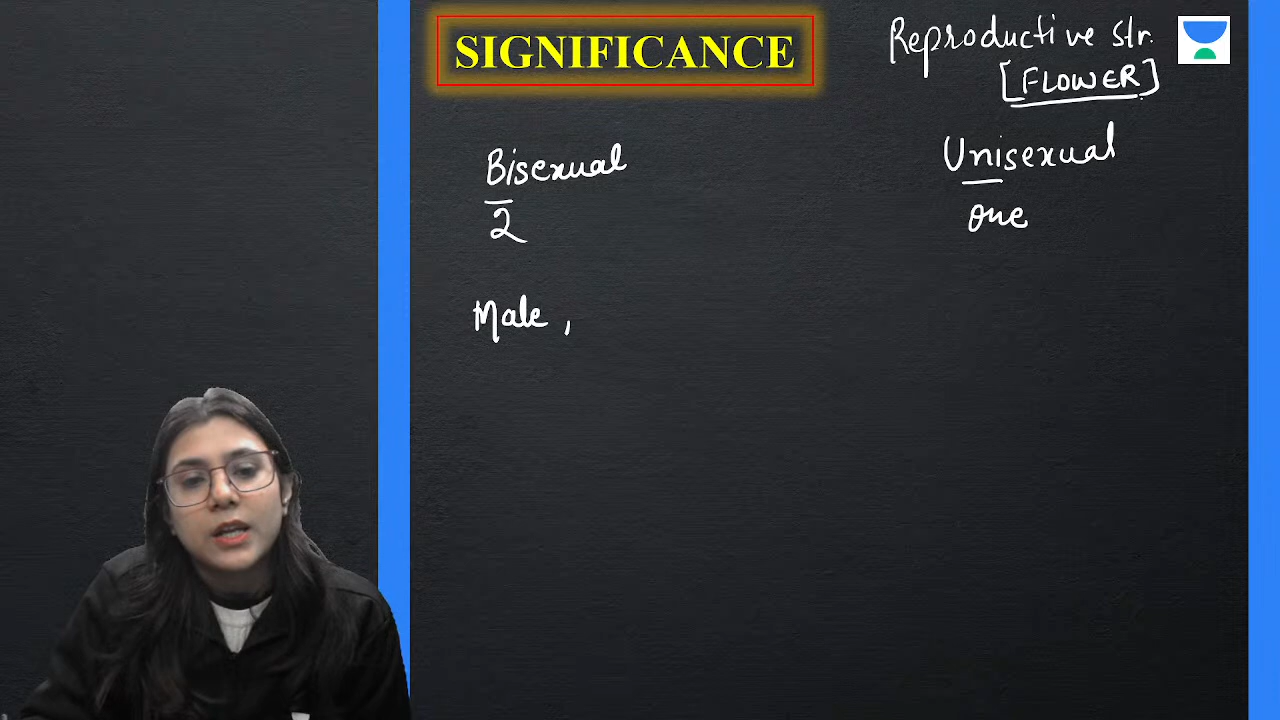 SIGNIFICANCE
Reproductive Str.
[FLOWER]
Bisexual
2
Unisexual
one
Male ,